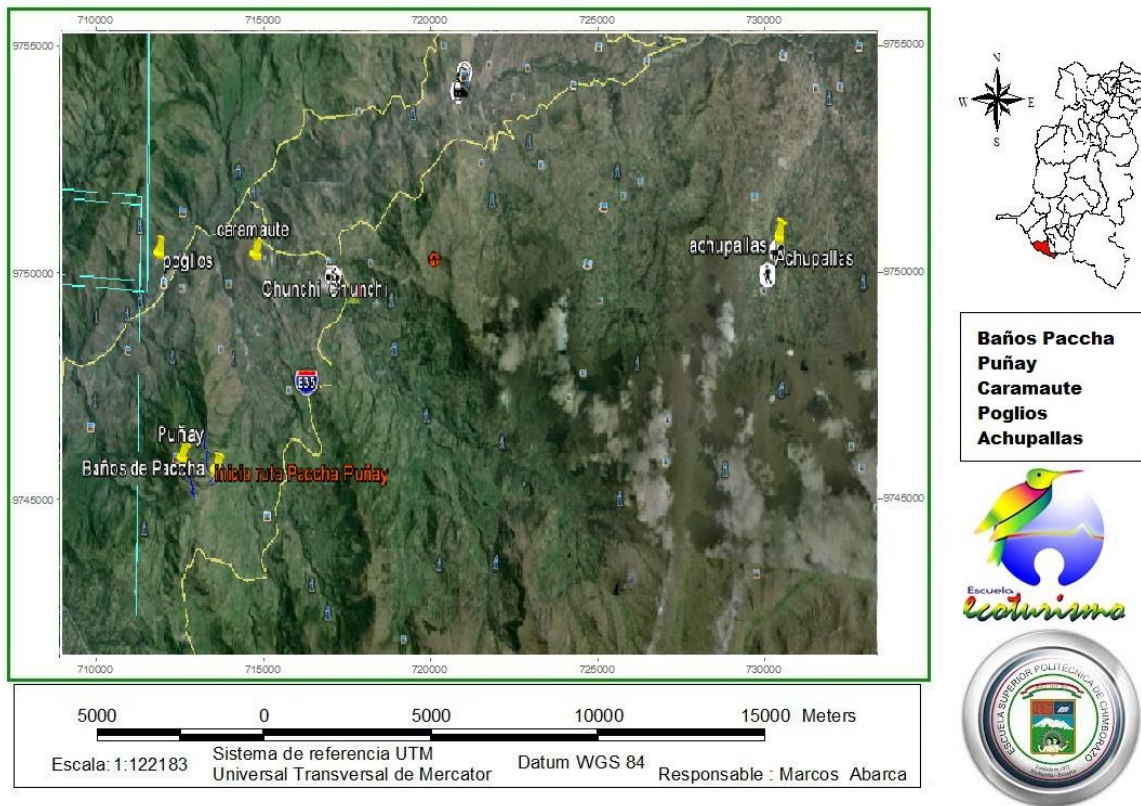 710000 715000 720000 725000 730000
9755000 9755000
N
W E
S
caramaute
poglios
achupallas
Achupallas
9750000 9750000
Chunchi Chunchi
E35
Baños Paccha
Puñay
Caramaute
Poglios
Achupallas
Puñay
Baños de Paccha
inicio ruta Paccha Puñay
9745000 9745000
Escuela
ecoturismo
710000 715000 720000 725000 730000
5000 0 5000 10000 15000 Meters
Escala: 1:122183
Sistema de referencia UTM
Universal Transversal de Mercator
Datum WGS 84
Responsable : Marcos Abarca
ESCUELA SUPERIOR POLITECNICA DE CHIMBORAZO